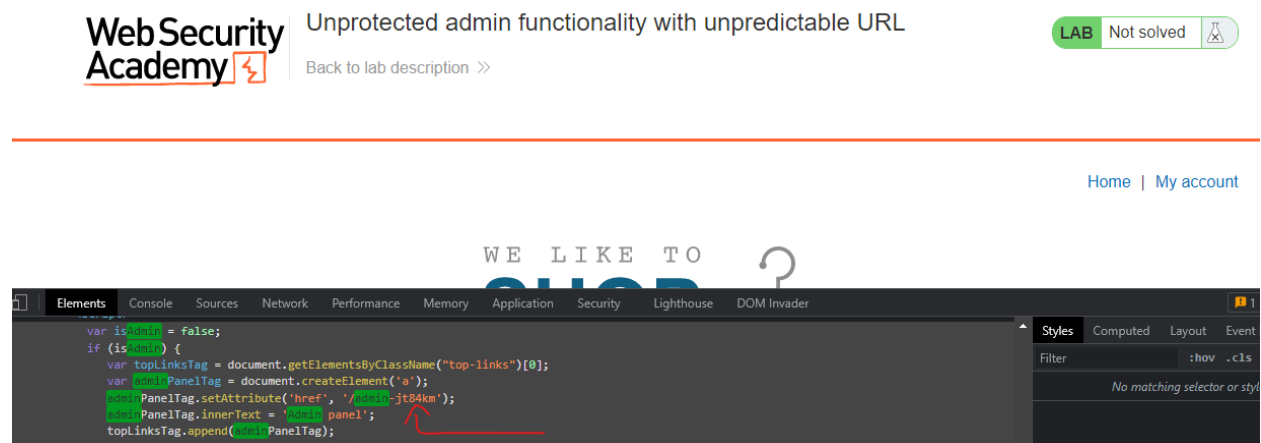 Web Security
Academy
Unprotected admin functionality with unpredictable URL
Back to lab description
LAB Not solved
Home | My account
WE LIKE TO
SHOP
Elements Console Sources Network Performance Memory Application Security Lighthouse DOM Invader 1
var isAdmin = false;
if (isAdmin) {
var topLinksTag = document.getElementsByClassName("top-links")[0];
var adminPanelTag = document.createElement('a');
adminPanelTag.setAttribute('href', '/admin-jt84km');
adminPanelTag.innerText = 'Admin panel';
topLinksTag.append(adminPanelTag);
Styles Computed Layout Event
Filter :hov .cls
No matching selector or